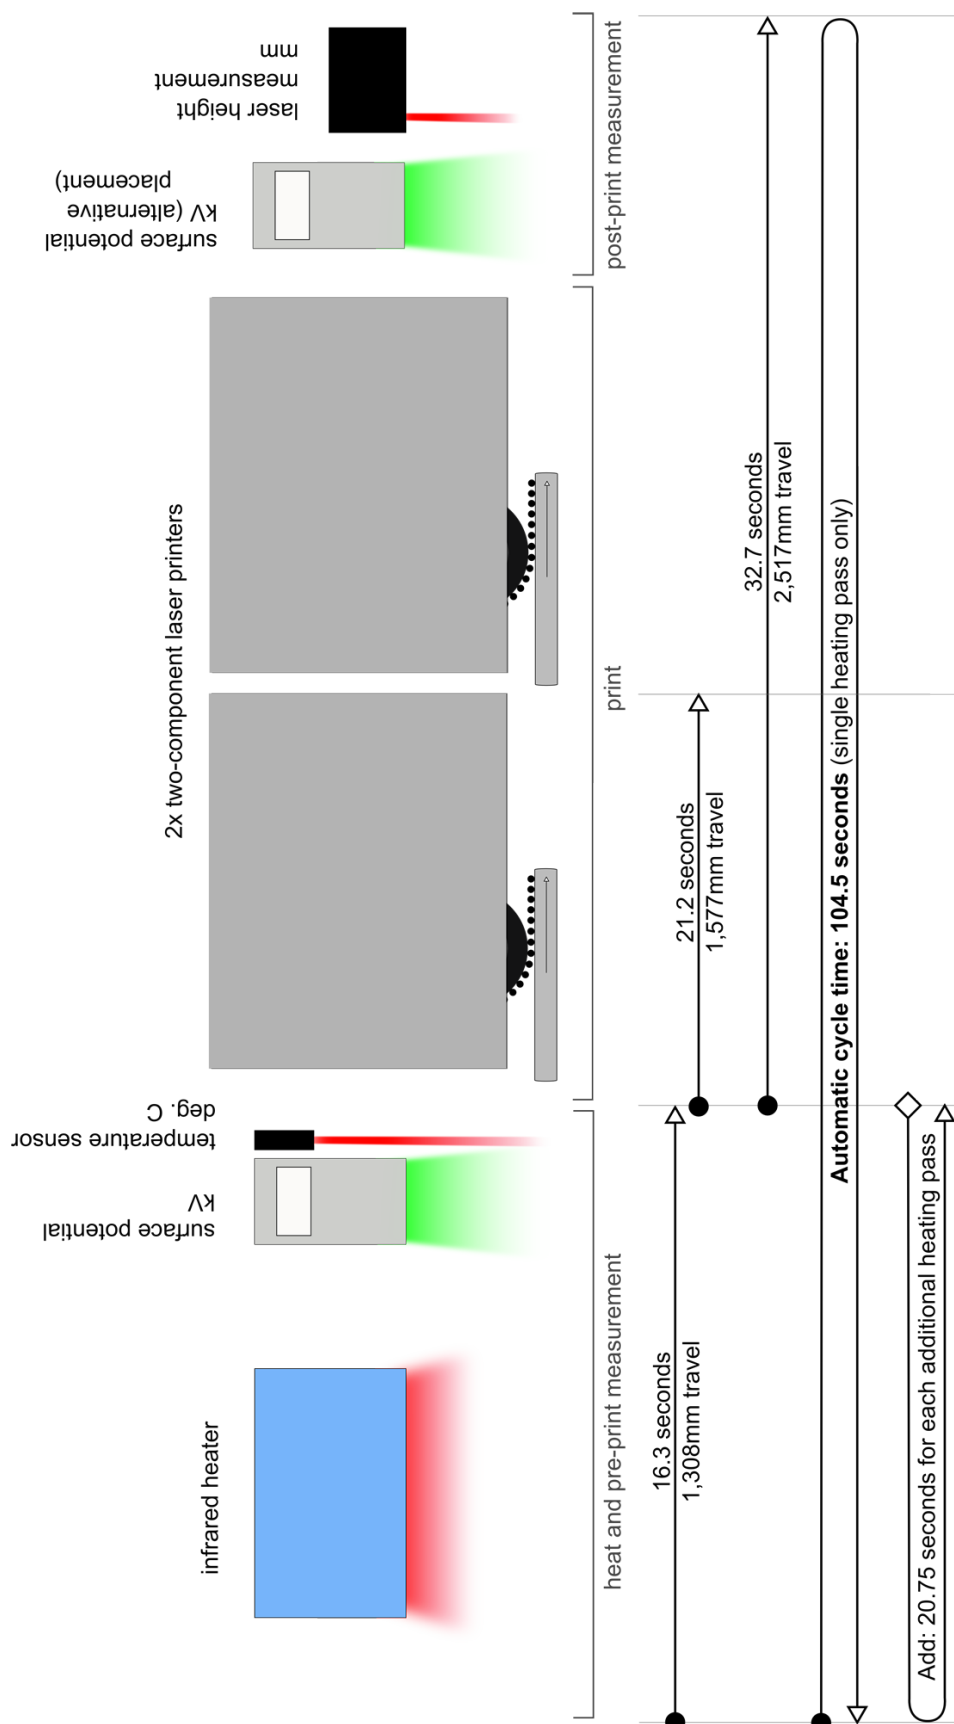 infrared heater
surface potential
kV
temperature sensor
deg. C
2x two-component laser printers
surface potential
kV (alternative
placement)
laser height
measurement
mm
heat and pre-print measurement
print
post-print measurement
16.3 seconds
1,308mm travel
21.2 seconds
1,577mm travel
32.7 seconds
2,517mm travel
Automatic cycle time: 104.5 seconds (single heating pass only)
Add: 20.75 seconds for each additional heating pass